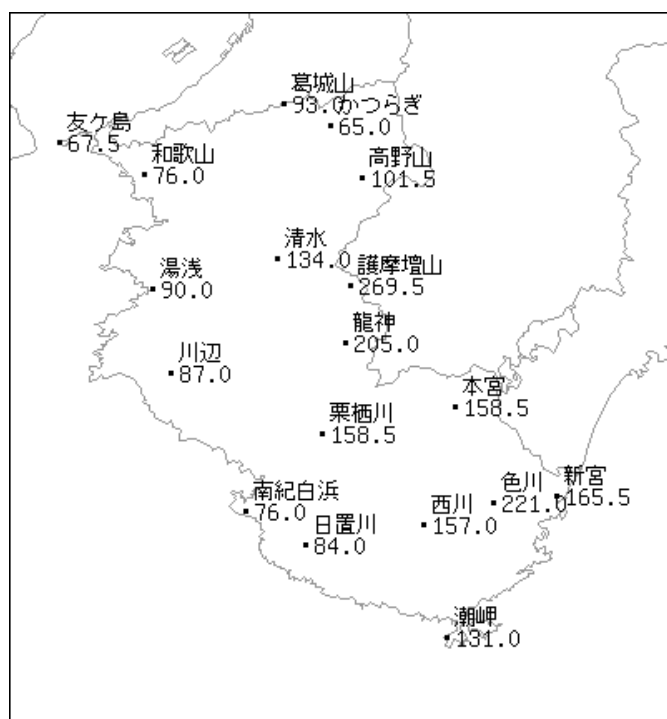 葛城山
93.0
かつらぎ
65.0
友ケ島
67.5
和歌山
76.0
高野山
101.5
清水
134.0
護摩壇山
269.5
湯浅
90.0
龍神
205.0
川辺
87.0
本宮
158.5
栗栖川
158.5
新宮
165.5
色川
221.0
南紀白浜
76.0
西川
157.0
日置川
84.0
潮岬
131.0